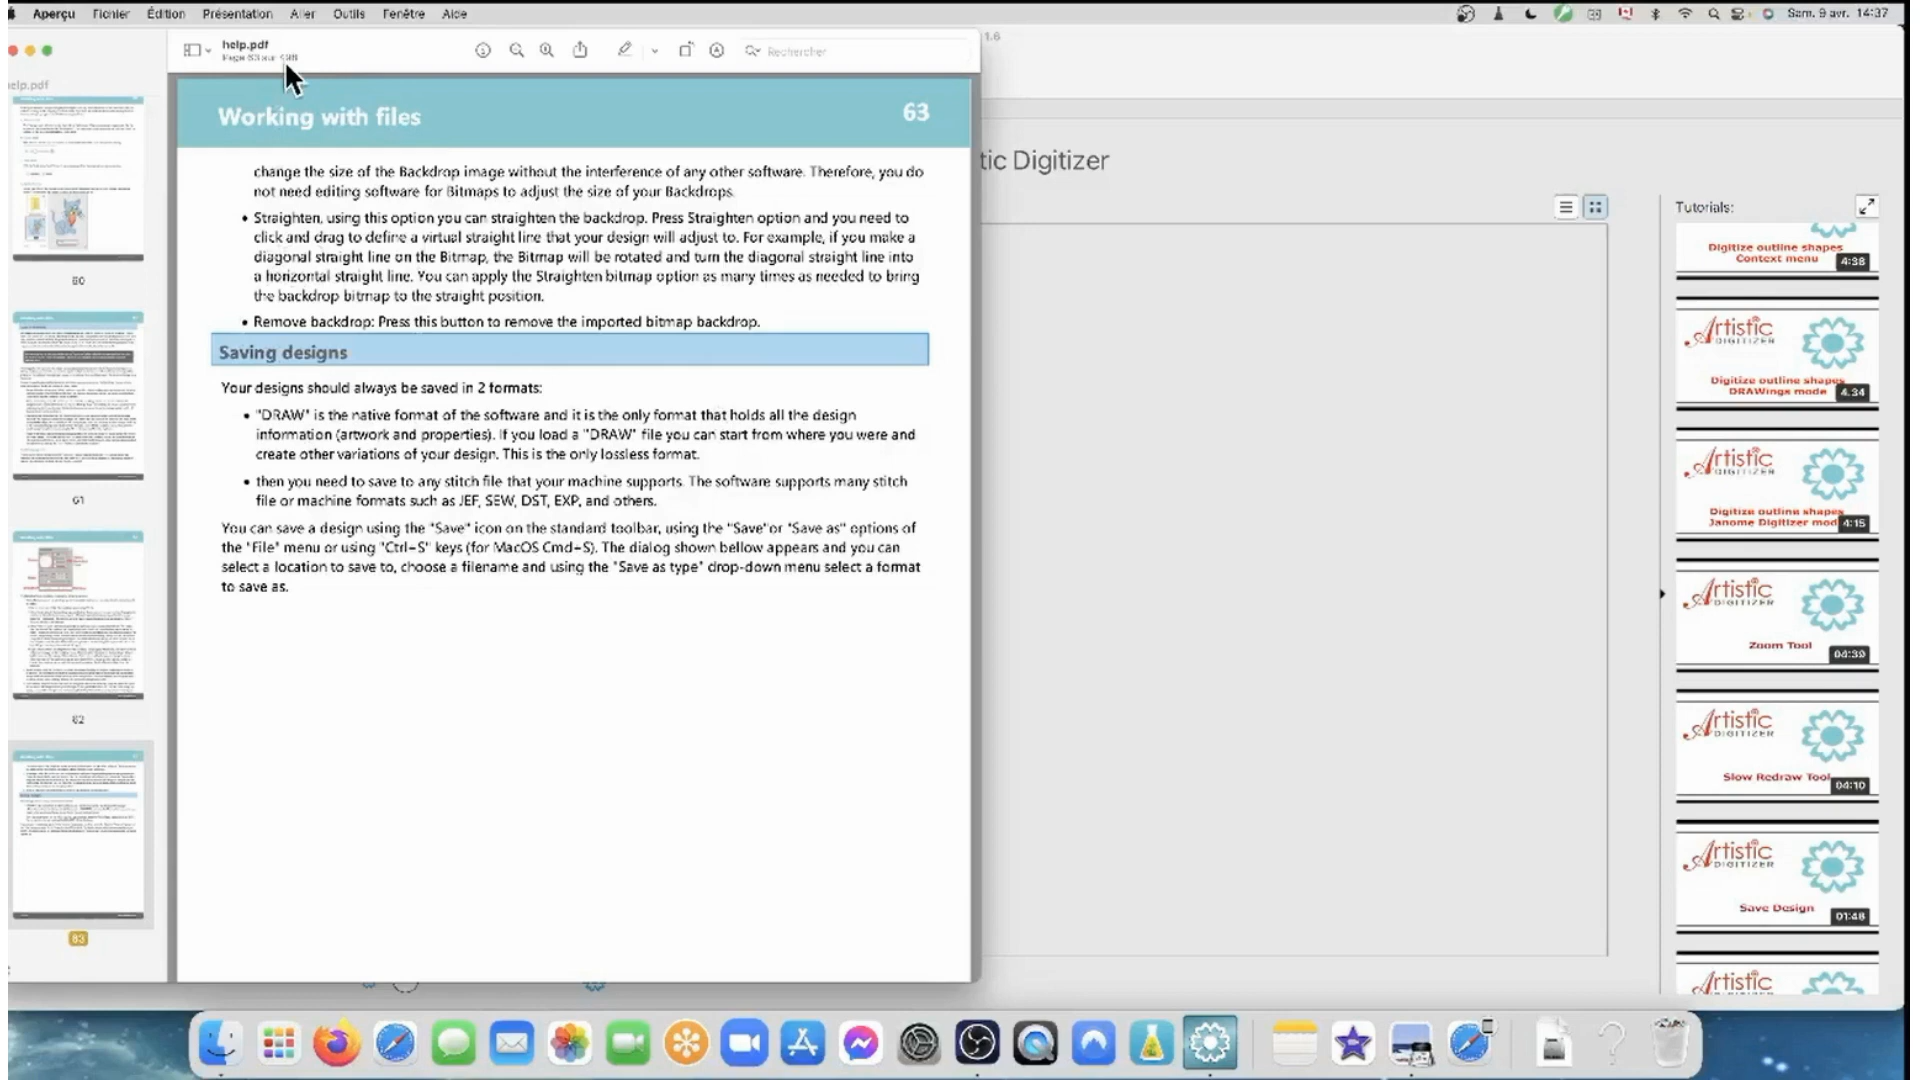 Aperçu Fichier Édition Présentation Aller Outils Fenêtre Aide
Sam. 9 avr. 14:37
help.pdf
Rechercher
1.6
elp.pdf
60
61
62
63
Working with files 63
change the size of the Backdrop image without the interference of any other software. Therefore, you do
not need editing software for Bitmaps to adjust the size of your Backdrops.
• Straighten, using this option you can straighten the backdrop. Press Straighten option and you need to
click and drag to define a virtual straight line that your design will adjust to. For example, if you make a
diagonal straight line on the Bitmap, the Bitmap will be rotated and turn the diagonal straight line into
a horizontal straight line. You can apply the Straighten bitmap option as many times as needed to bring
the backdrop bitmap to the straight position.
• Remove backdrop: Press this button to remove the imported bitmap backdrop.
Saving designs
Your designs should always be saved in 2 formats:
• "DRAW" is the native format of the software and it is the only format that holds all the design
information (artwork and properties). If you load a "DRAW" file you can start from where you were and
create other variations of your design. This is the only lossless format.
• then you need to save to any stitch file that your machine supports. The software supports many stitch
file or machine formats such as JEF, SEW, DST, EXP, and others.
You can save a design using the "Save" icon on the standard toolbar, using the "Save"or "Save as" options of
the "File" menu or using "Ctrl+S" keys (for MacOS Cmd+S). The dialog shown bellow appears and you can
select a location to save to, choose a filename and using the "Save as type" drop-down menu select a format
to save as.
tic Digitizer
Tutorials:
Digitize outline shapes
Context menu
4:38
Artistic
DIGITIZER
Digitize outline shapes
DRAWings mode
4:34
Artistic
DIGITIZER
Digitize outline shapes
Janome Digitizer mod
4:15
Artistic
DIGITIZER
Zoom Tool
04:39
Artistic
DIGITIZER
Slow Redraw Tool
04:10
Artistic
DIGITIZER
Save Design
01:48
Artistic
DIGITIZER